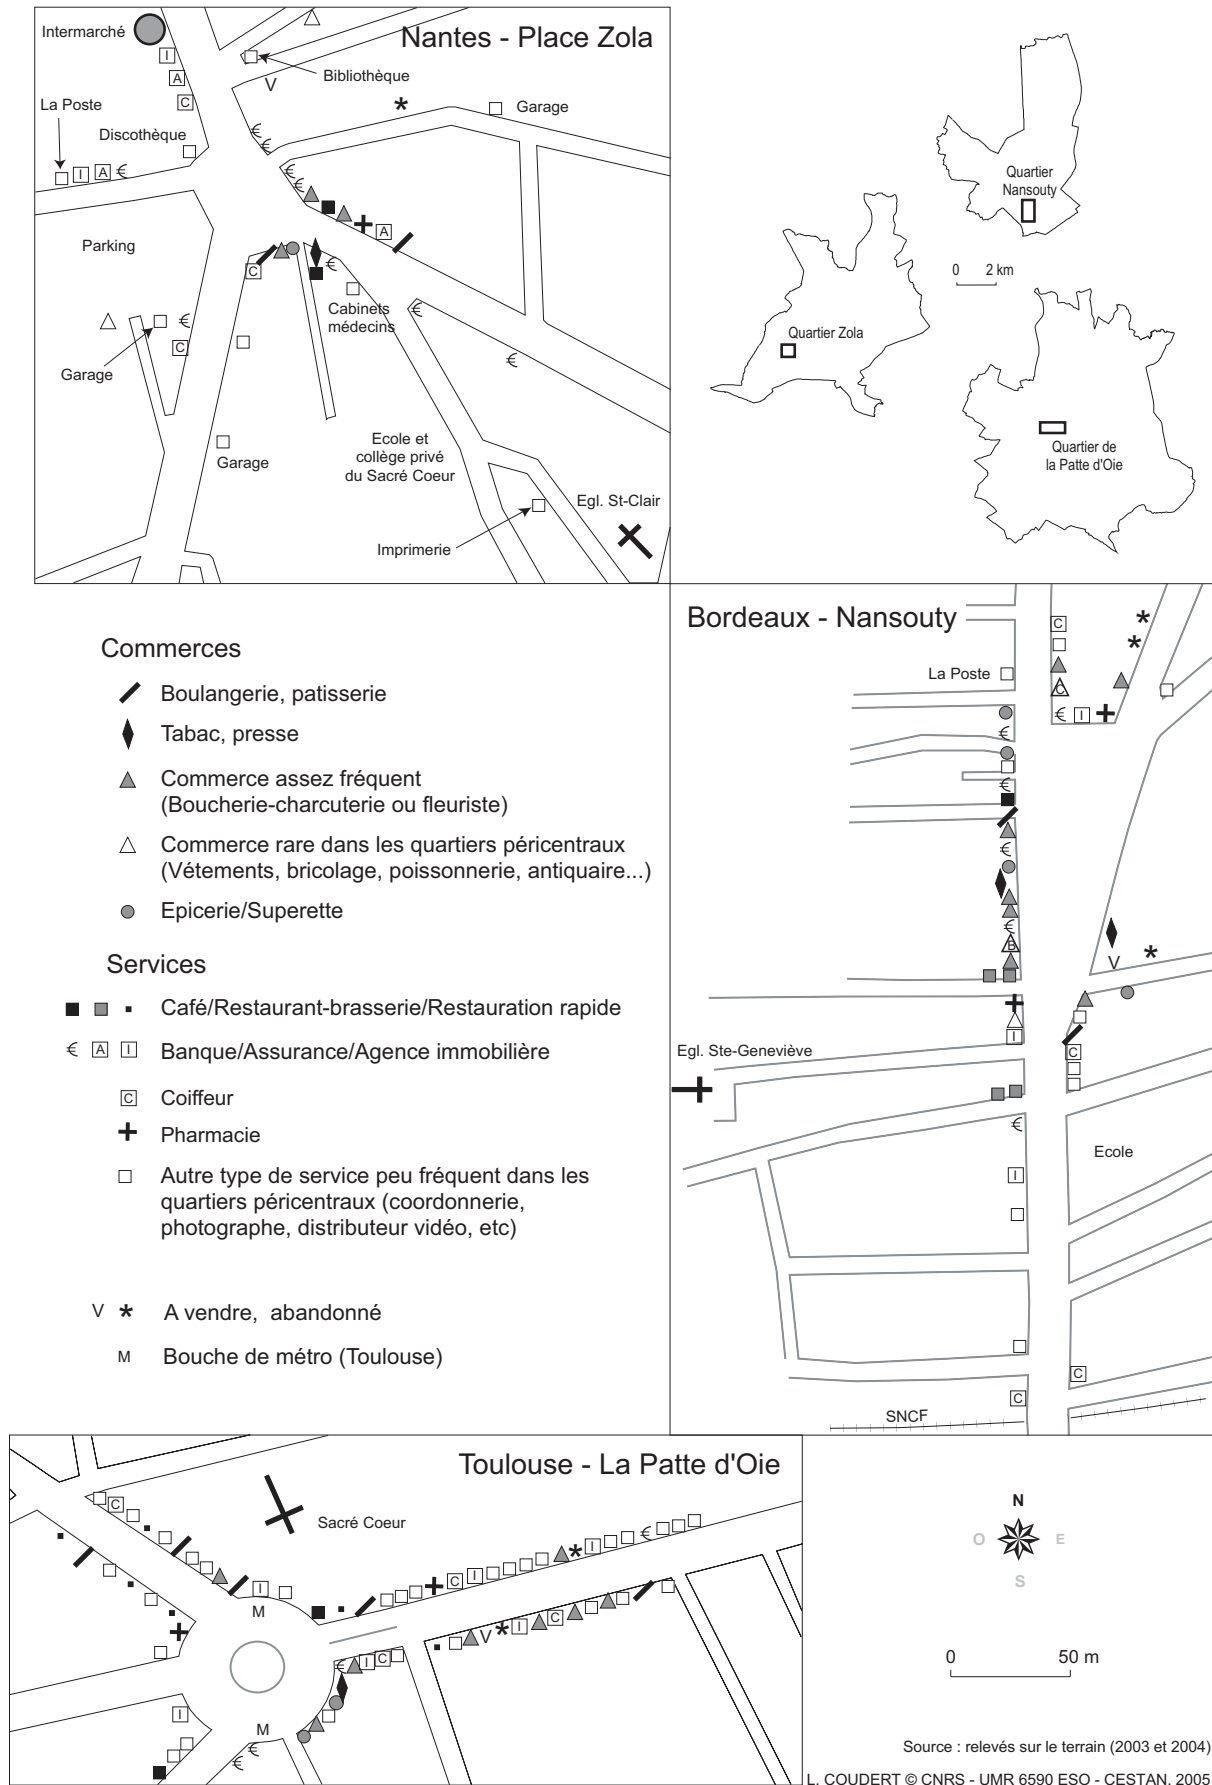 Nantes - Place Zola
Intermarché
I
A
C
La Poste
I A €
Discothèque
Bibliothèque
V
*
Garage
€
€
€
€
A
Parking
C
€
Cabinets
médecins
€
€
€
C
Garage
Garage
Ecole et
collège privé
du Sacré Coeur
Egl. St-Clair
Imprimerie
Quartier
Nansouty
0 2 km
Quartier Zola
Quartier de
la Patte d'Oie
Commerces
Boulangerie, patisserie
Tabac, presse
Commerce assez fréquent
(Boucherie-charcuterie ou fleuriste)
Commerce rare dans les quartiers péricentraux
(Vétements, bricolage, poissonnerie, antiquaire...)
Epicerie/Superette
Services
Café/Restaurant-brasserie/Restauration rapide
€ A I Banque/Assurance/Agence immobilière
C Coiffeur
Pharmacie
Autre type de service peu fréquent dans les
quartiers péricentraux (coordonnerie,
photographe, distributeur vidéo, etc)
V * A vendre, abandonné
M Bouche de métro (Toulouse)
Bordeaux - Nansouty
C
*
*
La Poste
C
€ I
€
€
€
€
B
V *
I
C
Egl. Ste-Geneviève
€
Ecole
I
C
C
SNCF
Toulouse - La Patte d'Oie
C
Sacré Coeur
I
M
C I
* I
€
V * I C
€ I C
I
M
€
€
N
O E
S
0 50 m
Source : relevés sur le terrain (2003 et 2004)
L. COUDERT © CNRS - UMR 6590 ESO - CESTAN, 2005